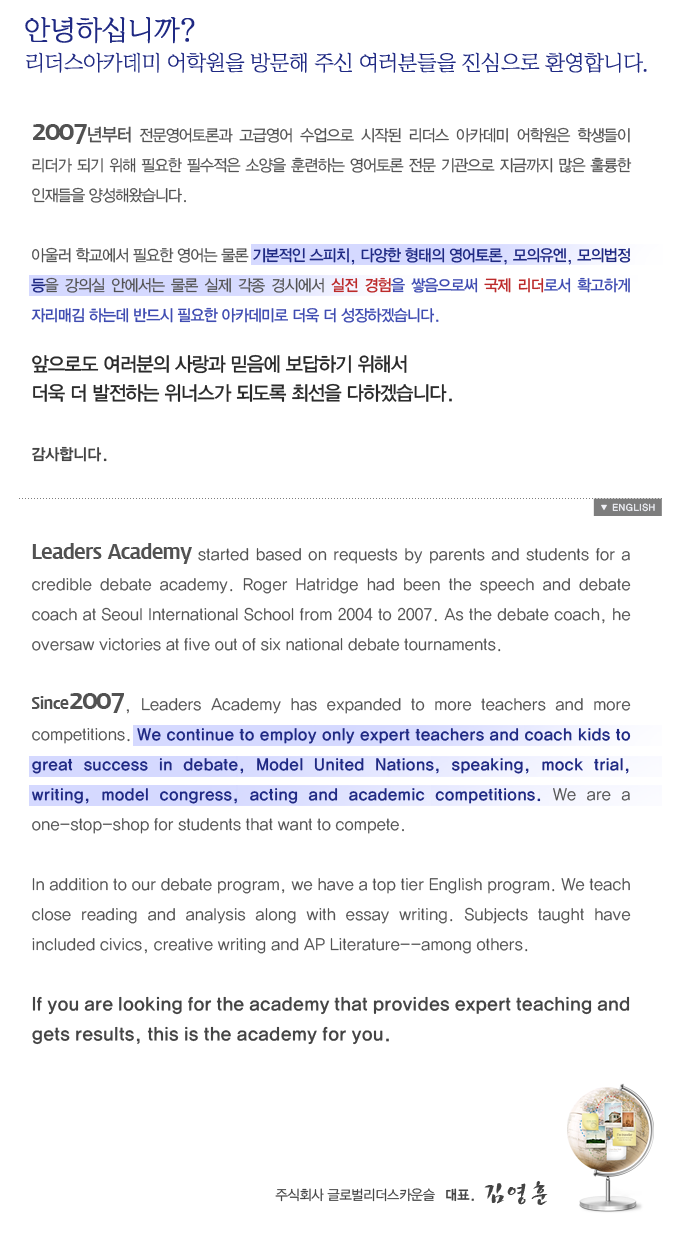 안녕하십니까?
리더스아카데미 어학원을 방문해 주신 여러분들을 진심으로 환영합니다.
2007년부터 전문영어토론과 고급영어 수업으로 시작된 리더스 아카데미 어학원은 학생들이
리더가 되기 위해 필요한 필수적은 소양을 훈련하는 영어토론 전문 기관으로 지금까지 많은 훌륭한
인재들을 양성해왔습니다.
아울러 학교에서 필요한 영어는 물론 기본적인 스피치, 다양한 형태의 영어토론, 모의유엔, 모의법정
등을 강의실 안에서는 물론 실제 각종 경시에서 실전 경험을 쌓음으로써 국제 리더로서 확고하게
자리매김 하는데 반드시 필요한 아카데미로 더욱 더 성장하겠습니다.
앞으로도 여러분의 사랑과 믿음에 보답하기 위해서
더욱 더 발전하는 위너스가 되도록 최선을 다하겠습니다.
감사합니다.
▼ ENGLISH
Leaders Academy started based on requests by parents and students for a
credible debate academy. Roger Hatridge had been the speech and debate
coach at Seoul International School from 2004 to 2007. As the debate coach, he
oversaw victories at five out of six national debate tournaments.
Since2007, Leaders Academy has expanded to more teachers and more
competitions. We continue to employ only expert teachers and coach kids to
great success in debate, Model United Nations, speaking, mock trial,
writing, model congress, acting and academic competitions. We are a
one-stop-shop for students that want to compete.
In addition to our debate program, we have a top tier English program. We teach
close reading and analysis along with essay writing. Subjects taught have
included civics, creative writing and AP Literature--among others.
If you are looking for the academy that provides expert teaching and
gets results, this is the academy for you.
주식회사 글로벌리더스카운슬 대표. 김영훈